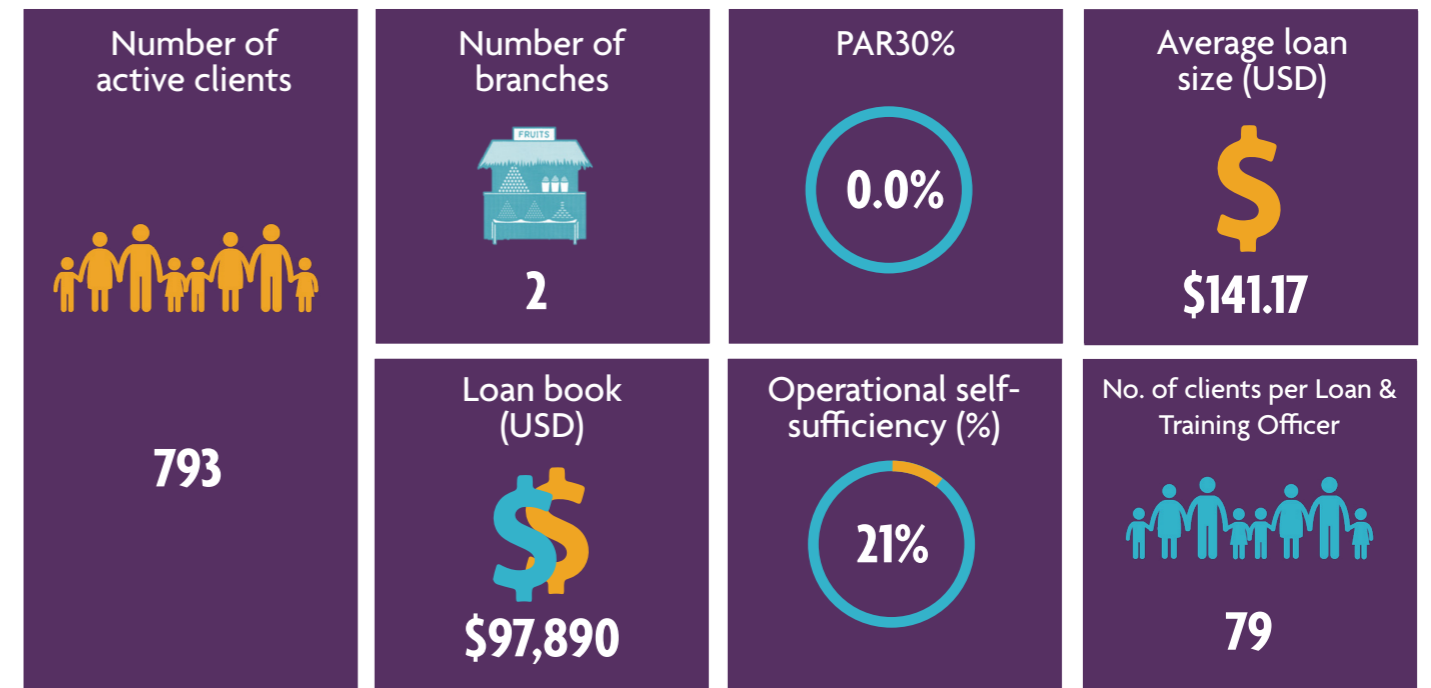 Number of
active clients
793
Number of
branches
FRUITS
2
PAR30%
0.0%
Average loan
size (USD)
$
$141.17
Loan book
(USD)
$$
$97,890
Operational self-
sufficiency (%)
21%
No. of clients per Loan &
Training Officer
79